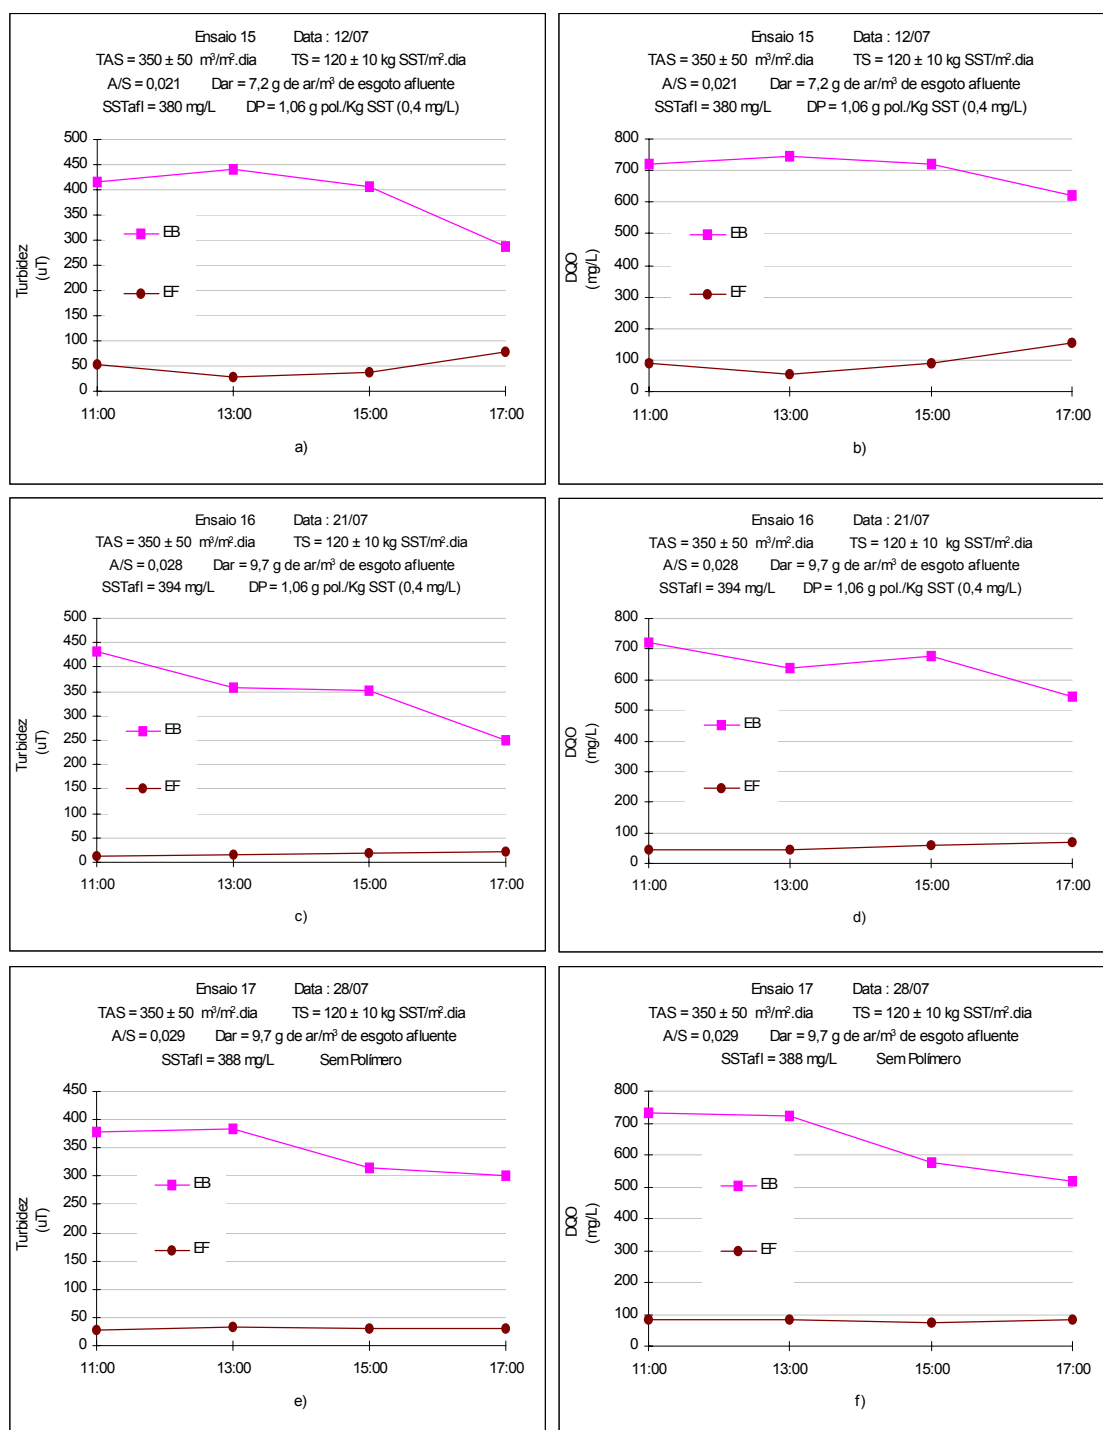 Ensaio 15 Data : 12/07
TAS = 350 ± 50 m³/m².dia TS = 120 ± 10 kg SST/m².dia
A/S = 0,021 Dar = 7,2 g de ar/m³ de esgoto afluente
SSTafl = 380 mg/L DP = 1,06 g pol./Kg SST (0,4 mg/L)
Turbidez
(uT)
500
450
400
350
300
250
200
150
100
50
0
EB
EF
11:00 13:00 15:00 17:00
a)
Ensaio 15 Data : 12/07
TAS = 350 ± 50 m³/m².dia TS = 120 ± 10 kg SST/m².dia
A/S = 0,021 Dar = 7,2 g de ar/m³ de esgoto afluente
SSTafl = 380 mg/L DP = 1,06 g pol./Kg SST (0,4 mg/L)
DQO
(mg/L)
800
700
600
500
400
300
200
100
0
EB
EF
11:00 13:00 15:00 17:00
b)
Ensaio 16 Data : 21/07
TAS = 350 ± 50 m³/m².dia TS = 120 ± 10 kg SST/m².dia
A/S = 0,028 Dar = 9,7 g de ar/m³ de esgoto afluente
SSTafl = 394 mg/L DP = 1,06 g pol./Kg SST (0,4 mg/L)
Turbidez
(uT)
500
450
400
350
300
250
200
150
100
50
0
EB
EF
11:00 13:00 15:00 17:00
c)
Ensaio 16 Data : 21/07
TAS = 350 ± 50 m³/m².dia TS = 120 ± 10 kg SST/m².dia
A/S = 0,028 Dar = 9,7 g de ar/m³ de esgoto afluente
SSTafl = 394 mg/L DP = 1,06 g pol./Kg SST (0,4 mg/L)
DQO
(mg/L)
800
700
600
500
400
300
200
100
0
EB
EF
11:00 13:00 15:00 17:00
d)
Ensaio 17 Data : 28/07
TAS = 350 ± 50 m³/m².dia TS = 120 ± 10 kg SST/m².dia
A/S = 0,029 Dar = 9,7 g de ar/m³ de esgoto afluente
SSTafl = 388 mg/L Sem Polímero
Turbidez
(uT)
450
400
350
300
250
200
150
100
50
0
EB
EF
11:00 13:00 15:00 17:00
e)
Ensaio 17 Data : 28/07
TAS = 350 ± 50 m³/m².dia TS = 120 ± 10 kg SST/m².dia
A/S = 0,029 Dar = 9,7 g de ar/m³ de esgoto afluente
SSTafl = 388 mg/L Sem Polímero
DQO
(mg/L)
800
700
600
500
400
300
200
100
0
EB
EF
11:00 13:00 15:00 17:00
f)